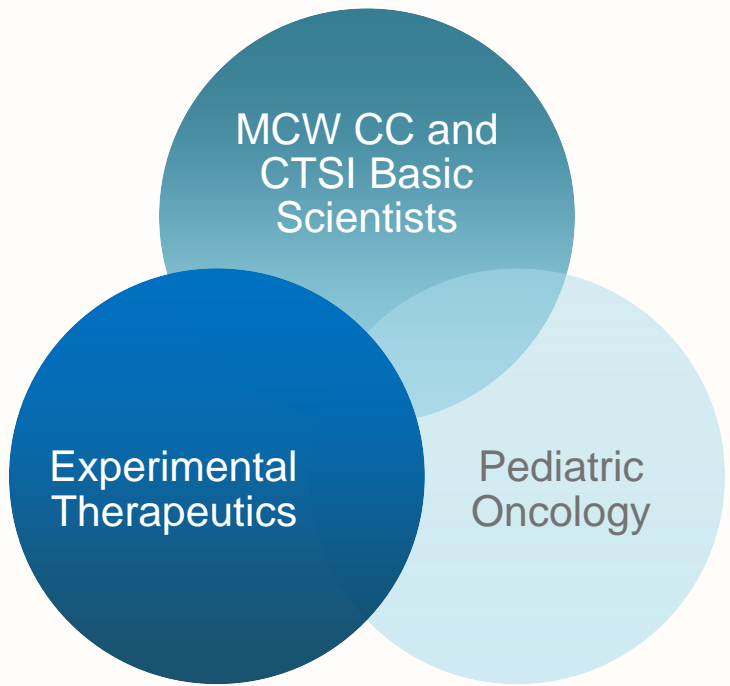 MCW CC and
CTSI Basic
Scientists
Experimental
Therapeutics
Pediatric
Oncology